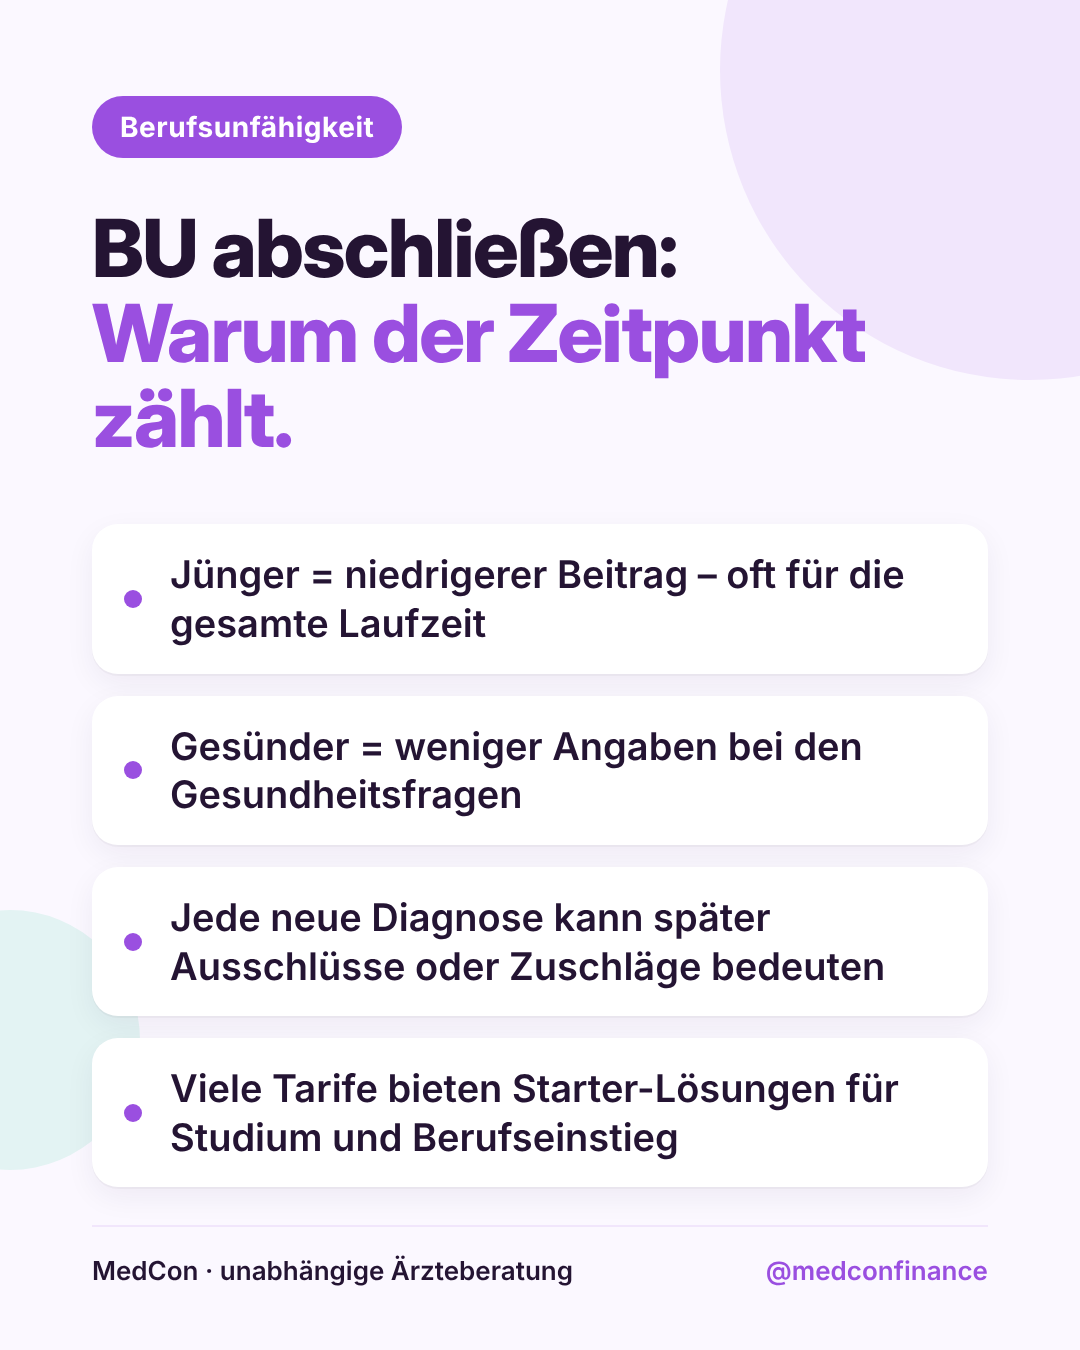 Berufsunfähigkeit
BU abschließen:
Warum der Zeitpunkt
zählt.
Jünger = niedrigerer Beitrag – oft für die
gesamte Laufzeit
Gesünder = weniger Angaben bei den
Gesundheitsfragen
Jede neue Diagnose kann später
Ausschlüsse oder Zuschläge bedeuten
Viele Tarife bieten Starter-Lösungen für
Studium und Berufseinstieg
MedCon · unabhängige Ärzteberatung
@medconfinance